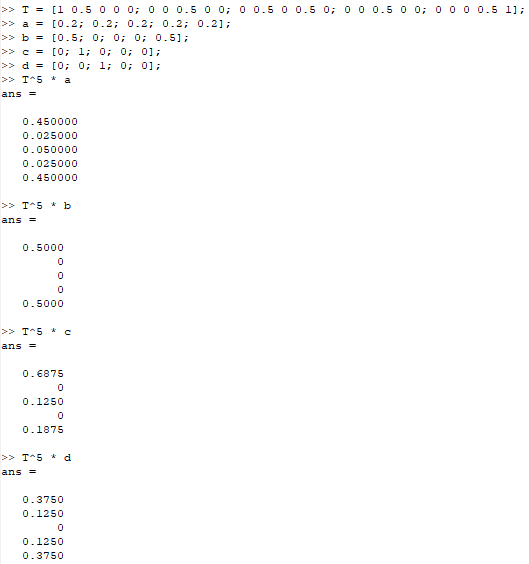 >> T = [1 0.5 0 0 0; 0 0 0.5 0 0; 0 0.5 0 0.5 0; 0 0 0.5 0 0; 0 0 0 0.5 1];
>> a = [0.2; 0.2; 0.2; 0.2; 0.2];
>> b = [0.5; 0; 0; 0; 0.5];
>> c = [0; 1; 0; 0; 0];
>> d = [0; 0; 1; 0; 0];
>> T^5 * a
ans =
0.450000
0.025000
0.050000
0.025000
0.450000
>> T^5 * b
ans =
0.5000
0
0
0
0.5000
>> T^5 * c
ans =
0.6875
0
0.1250
0
0.1875
>> T^5 * d
ans =
0.3750
0.1250
0
0.1250
0.3750